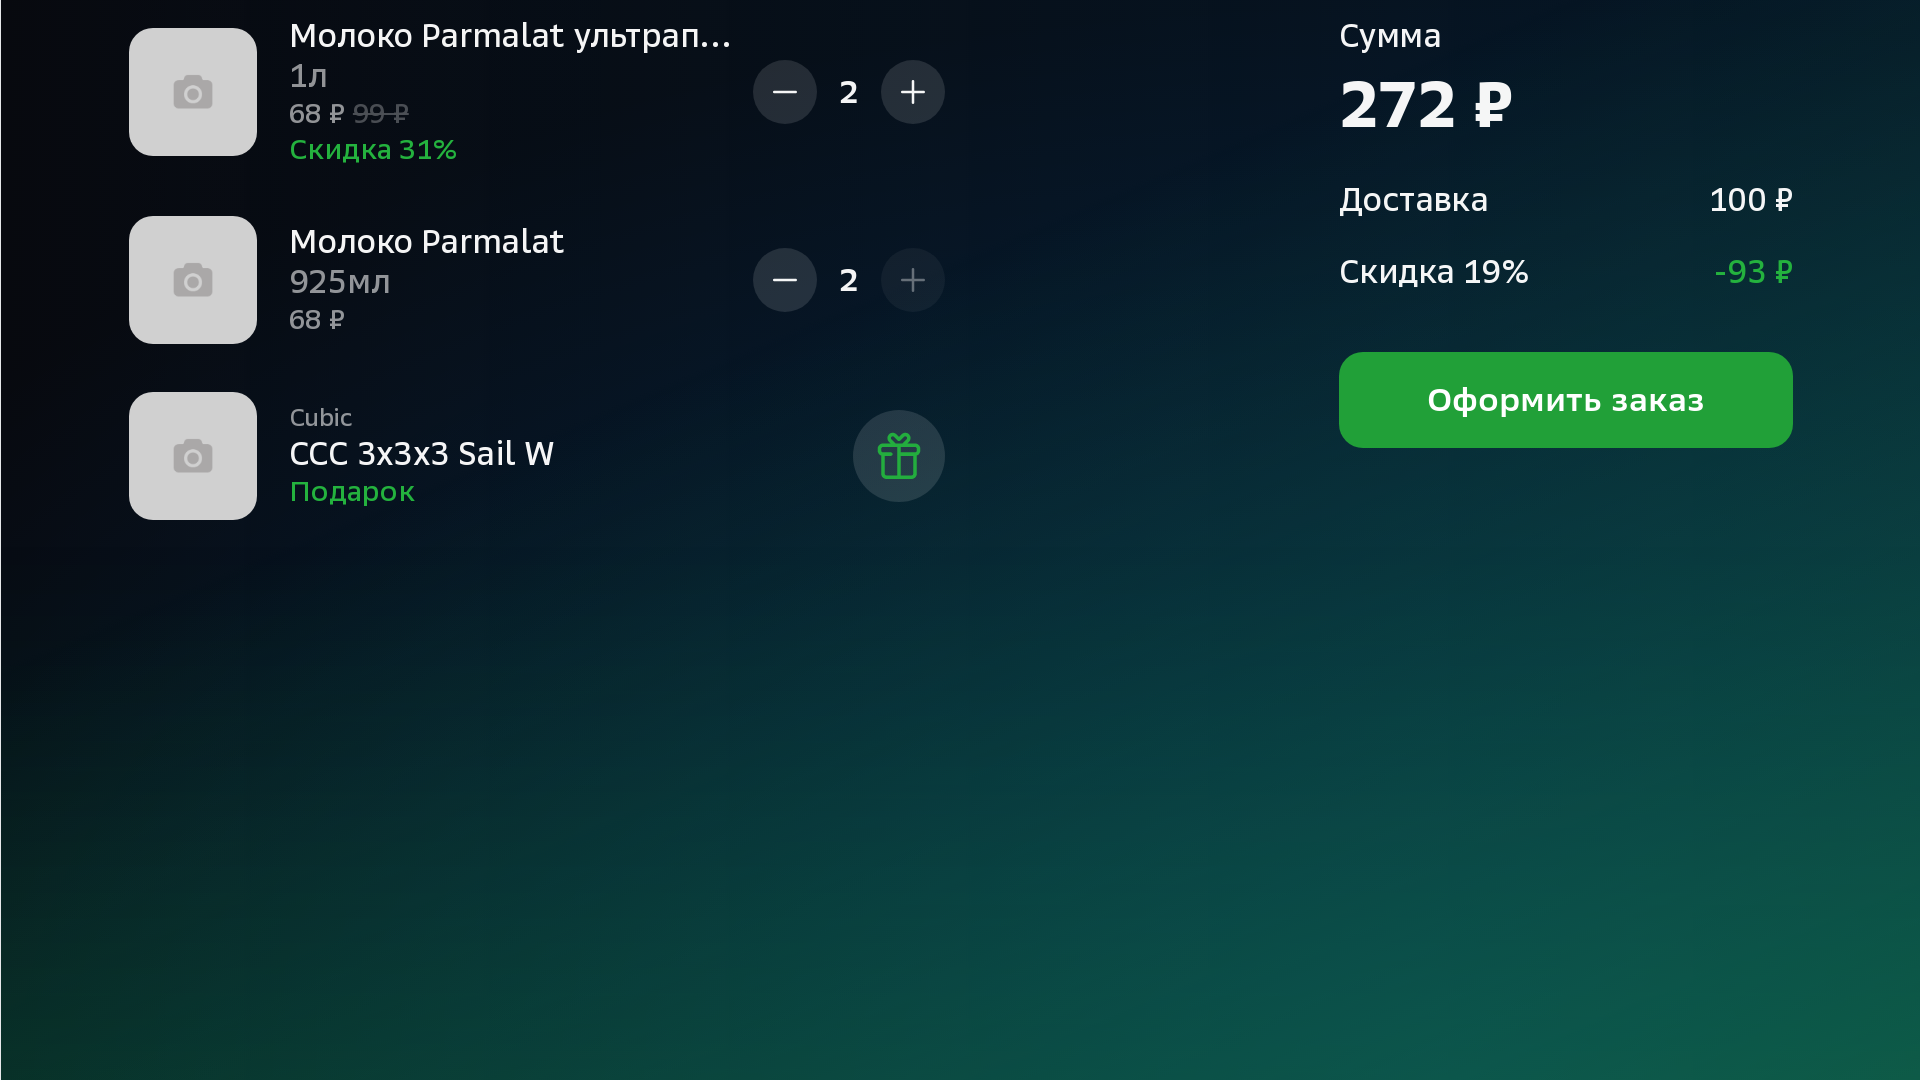 Молоко Parmalat ультрап...
1л
68 ₽ 99 ₽
Скидка 31%
2
Молоко Parmalat
925мл
68 ₽
2
Cubic
CCC 3x3x3 Sail W
Подарок
Сумма
272 ₽
Доставка 100 ₽
Скидка 19% -93 ₽
Оформить заказ